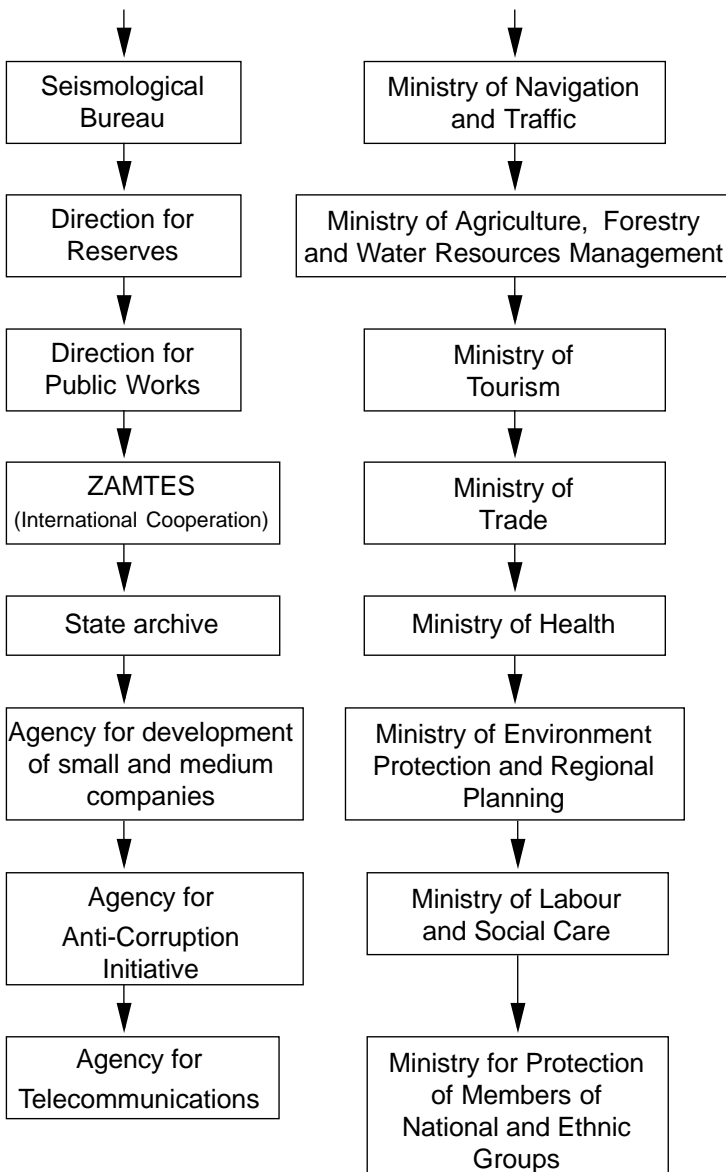 Seismological
Bureau
Direction for
Reserves
Direction for
Public Works
ZAMTES
(International Cooperation)
State archive
Agency for development
of small and medium
companies
Agency for
Anti-Corruption
Initiative
Agency for
Telecommunications
Ministry of Navigation
and Traffic
Ministry of Agriculture, Forestry
and Water Resources Management
Ministry of
Tourism
Ministry of
Trade
Ministry of Health
Ministry of Environment
Protection and Regional
Planning
Ministry of Labour
and Social Care
Ministry for Protection
of Members of
National and Ethnic
Groups